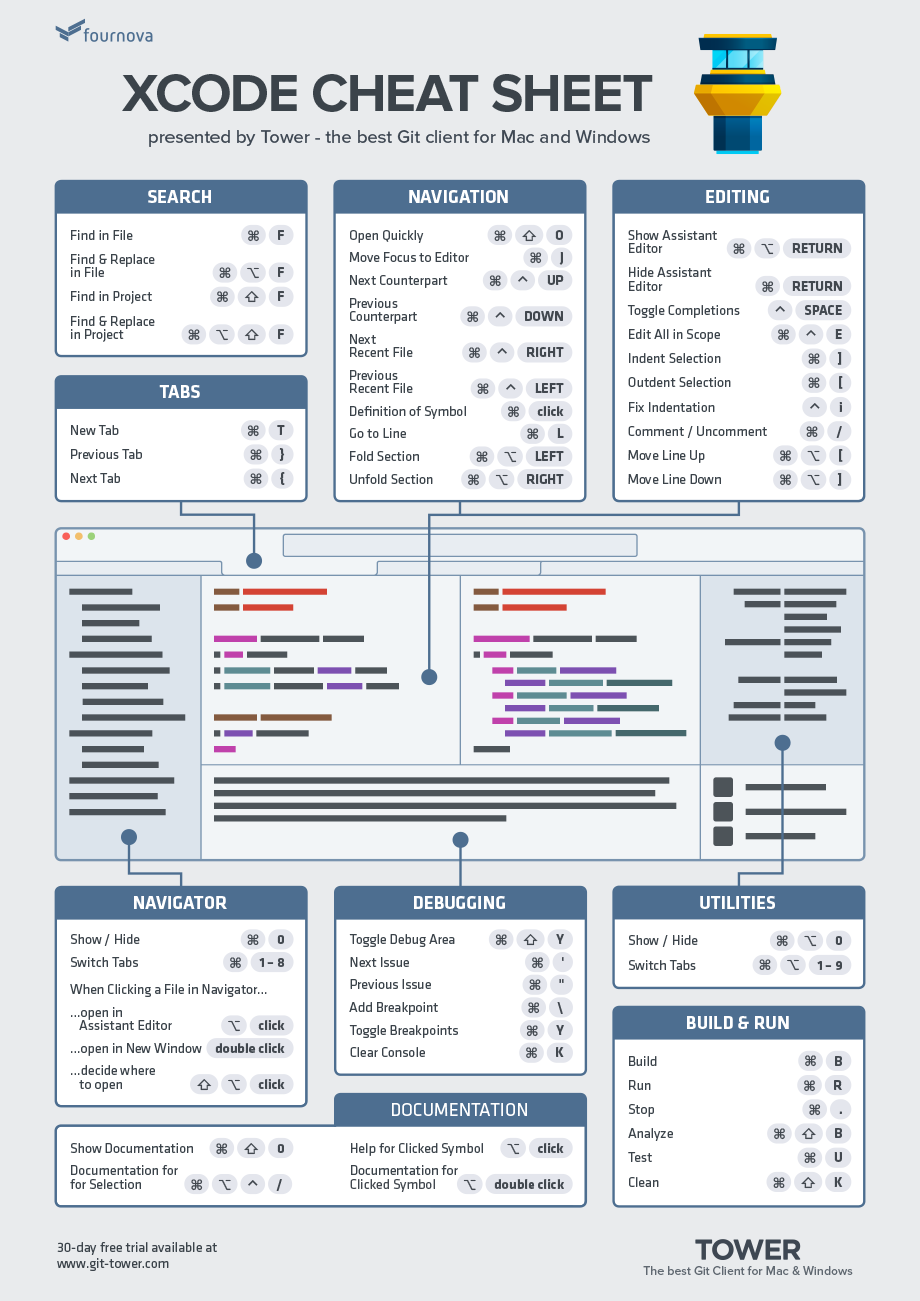 fournova
XCODE CHEAT SHEET
presented by Tower - the best Git client for Mac and Windows
SEARCH
Find in File ⌘ F
Find & Replace
in File ⌘ ⌥ F
Find in Project ⌘ ⇧ F
Find & Replace
in Project ⌘ ⌥ ⇧ F
TABS
New Tab ⌘ T
Previous Tab ⌘ }
Next Tab ⌘ {
NAVIGATION
Open Quickly ⌘ ⇧ O
Move Focus to Editor ⌘ J
Next Counterpart ⌘ ^ UP
Previous
Counterpart ⌘ ^ DOWN
Next
Recent File ⌘ ^ RIGHT
Previous
Recent File ⌘ ^ LEFT
Definition of Symbol ⌘ click
Go to Line ⌘ L
Fold Section ⌘ ⌥ LEFT
Unfold Section ⌘ ⌥ RIGHT
EDITING
Show Assistant
Editor ⌘ ⌥ RETURN
Hide Assistant
Editor ⌘ RETURN
Toggle Completions ^ SPACE
Edit All in Scope ⌘ ^ E
Indent Selection ⌘ ]
Outdent Selection ⌘ [
Fix Indentation ^ i
Comment / Uncomment ⌘ /
Move Line Up ⌘ ⌥ [
Move Line Down ⌘ ⌥ ]
NAVIGATOR
Show / Hide ⌘ 0
Switch Tabs ⌘ 1 – 8
When Clicking a File in Navigator...
...open in
Assistant Editor ⌥ click
...open in New Window double click
...decide where
to open ⇧ ⌥ click
DEBUGGING
Toggle Debug Area ⌘ ⇧ Y
Next Issue ⌘ '
Previous Issue ⌘ "
Add Breakpoint ⌘ \
Toggle Breakpoints ⌘ Y
Clear Console ⌘ K
UTILITIES
Show / Hide ⌘ ⌥ 0
Switch Tabs ⌘ ⌥ 1 – 9
BUILD & RUN
Build ⌘ B
Run ⌘ R
Stop ⌘ .
Analyze ⌘ ⇧ B
Test ⌘ U
Clean ⌘ ⇧ K
DOCUMENTATION
Show Documentation ⌘ ⇧ 0
Documentation for
for Selection ⌘ ⌥ ^ /
Help for Clicked Symbol ⌥ click
Documentation for
Clicked Symbol ⌥ double click
30-day free trial available at
www.git-tower.com
TOWER
The best Git Client for Mac & Windows